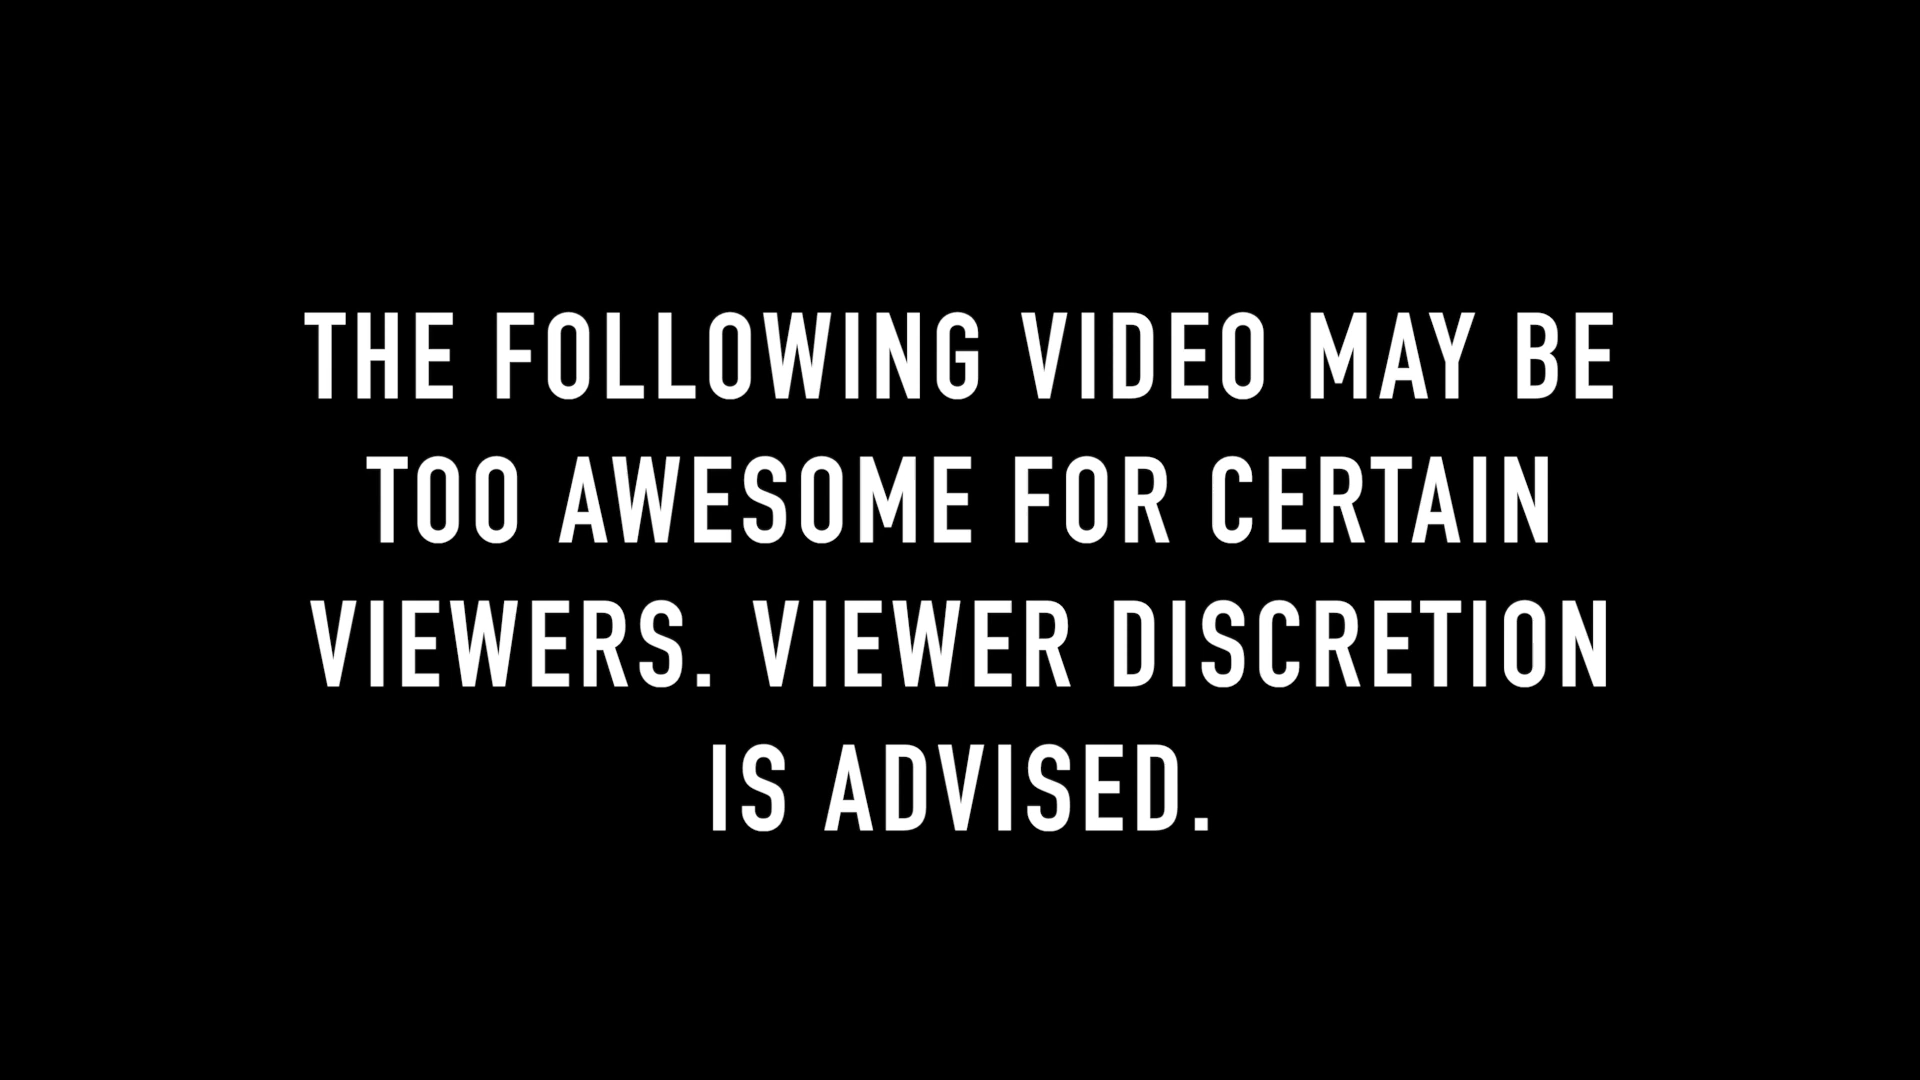 THE FOLLOWING VIDEO MAY BE
TOO AWESOME FOR CERTAIN
VIEWERS. VIEWER DISCRETION
IS ADVISED.